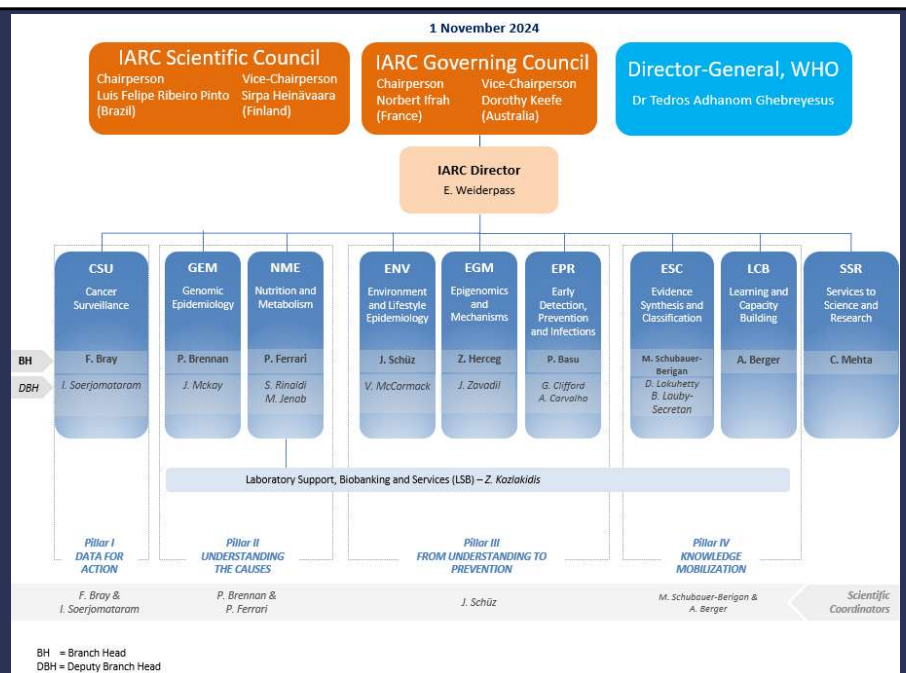 1 November 2024
IARC Scientific Council
Chairperson
Luis Felipe Ribeiro Pinto
(Brazil)
Vice-Chairperson
Sirpa Heinävaara
(Finland)
IARC Governing Council
Chairperson
Norbert Ifrah
(France)
Vice-Chairperson
Dorothy Keefe
(Australia)
Director-General, WHO
Dr Tedros Adhanom Ghebreyesus
IARC Director
E. Weiderpass
CSU
Cancer
Surveillance
GEM
Genomic
Epidemiology
NME
Nutrition and
Metabolism
ENV
Environment
and Lifestyle
Epidemiology
EGM
Epigenomics
and
Mechanisms
EPR
Early
Detection,
Prevention
and Infections
ESC
Evidence
Synthesis and
Classification
LCB
Learning and
Capacity
Building
SSR
Services to
Science and
Research
BH
F. Bray
P. Brennan
P. Ferrari
J. Schüz
Z. Herceg
P. Basu
M. Schubauer-
Berigan
A. Berger
C. Mehta
DBH
I. Soerjomataram
J. Mckay
S. Rinaldi
M. Jenab
V. McCormack
J. Zavadil
G. Clifford
A. Carvalho
D. Lokuhetty
B. Lauby-
Secretan
Laboratory Support, Biobanking and Services (LSB) – Z. Kozlakidis
Pillar I
DATA FOR
ACTION
Pillar II
UNDERSTANDING
THE CAUSES
Pillar III
FROM UNDERSTANDING TO
PREVENTION
Pillar IV
KNOWLEDGE
MOBILIZATION
F. Bray &
I. Soerjomataram
P. Brennan &
P. Ferrari
J. Schüz
M. Schubauer-Berigan &
A. Berger
Scientific
Coordinators
BH = Branch Head
DBH = Deputy Branch Head